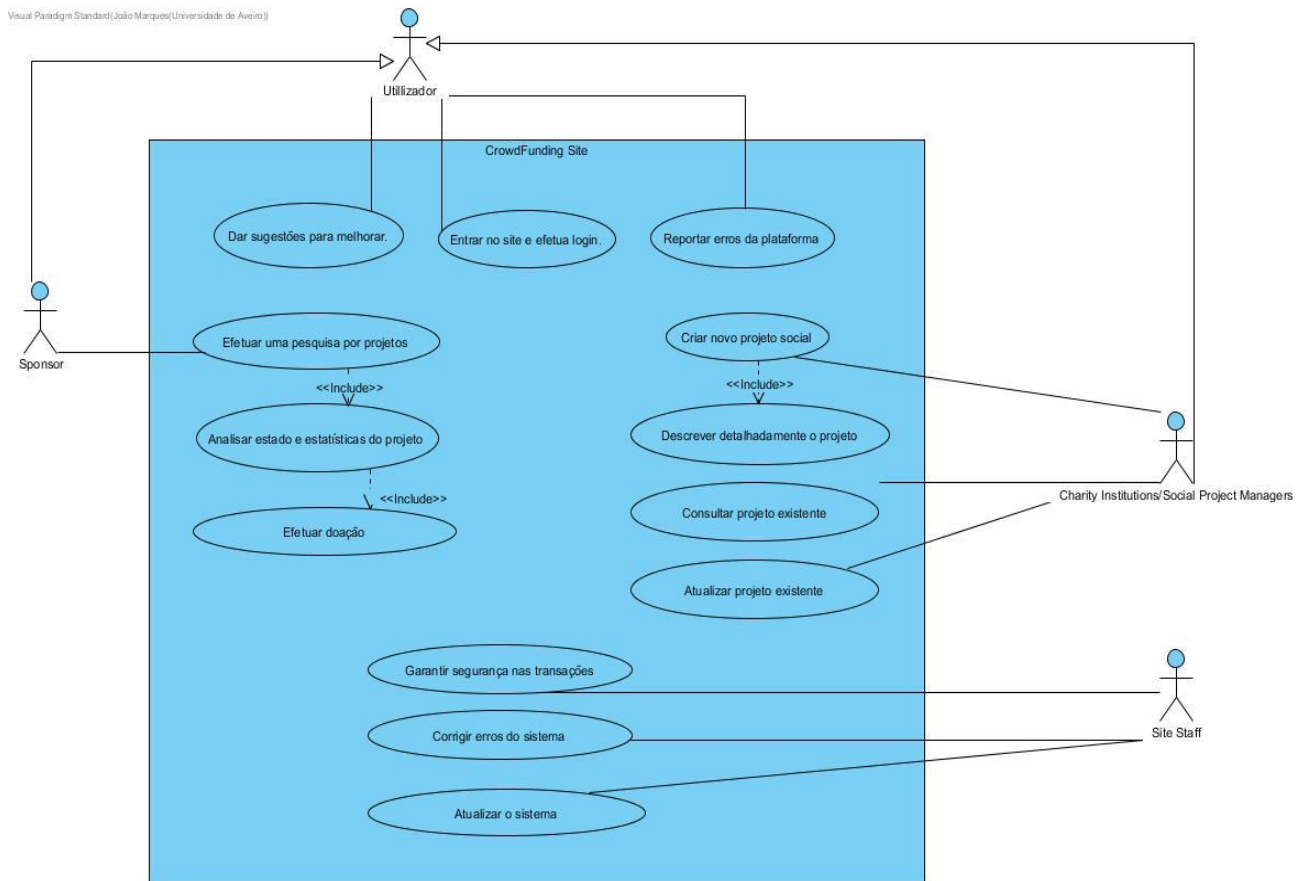 Visual Paradigm Standard(João Marques(Universidade de Aveiro))
Utillizador
CrowdFunding Site
Dar sugestões para melhorar.
Entrar no site e efetua login.
Reportar erros da plataforma
Sponsor
Efetuar uma pesquisa por projetos
Criar novo projeto social
<<Include>>
<<Include>>
Analisar estado e estatísticas do projeto
Descrever detalhadamente o projeto
<<Include>>
Charity Institutions/Social Project Managers
Consultar projeto existente
Efetuar doação
Atualizar projeto existente
Garantir segurança nas transações
Site Staff
Corrigir erros do sistema
Atualizar o sistema